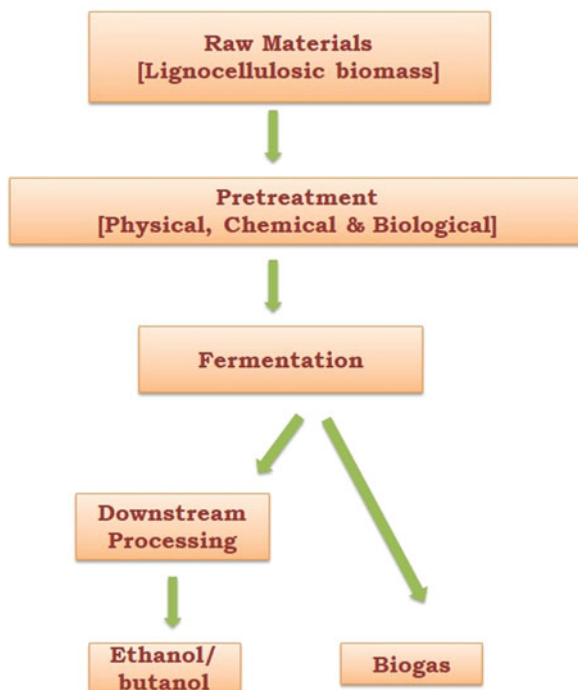 Raw Materials
[Lignocellulosic biomass]
Pretreatment
[Physical, Chemical & Biological]
Fermentation
Downstream
Processing
Ethanol/
butanol
Biogas